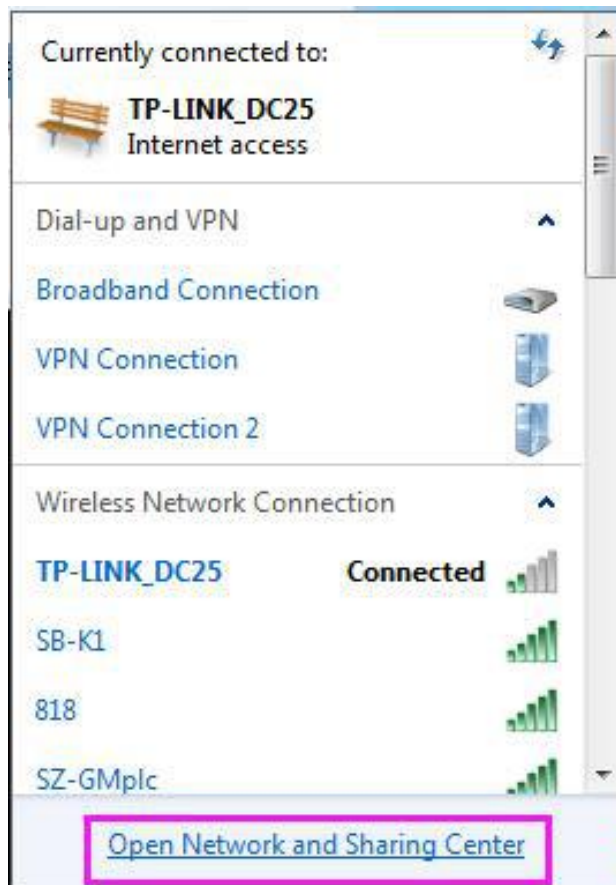 Currently connected to:
TP-LINK_DC25
Internet access
Dial-up and VPN
Broadband Connection
VPN Connection
VPN Connection 2
Wireless Network Connection
TP-LINK_DC25 Connected
SB-K1
818
SZ-GMplc
Open Network and Sharing Center